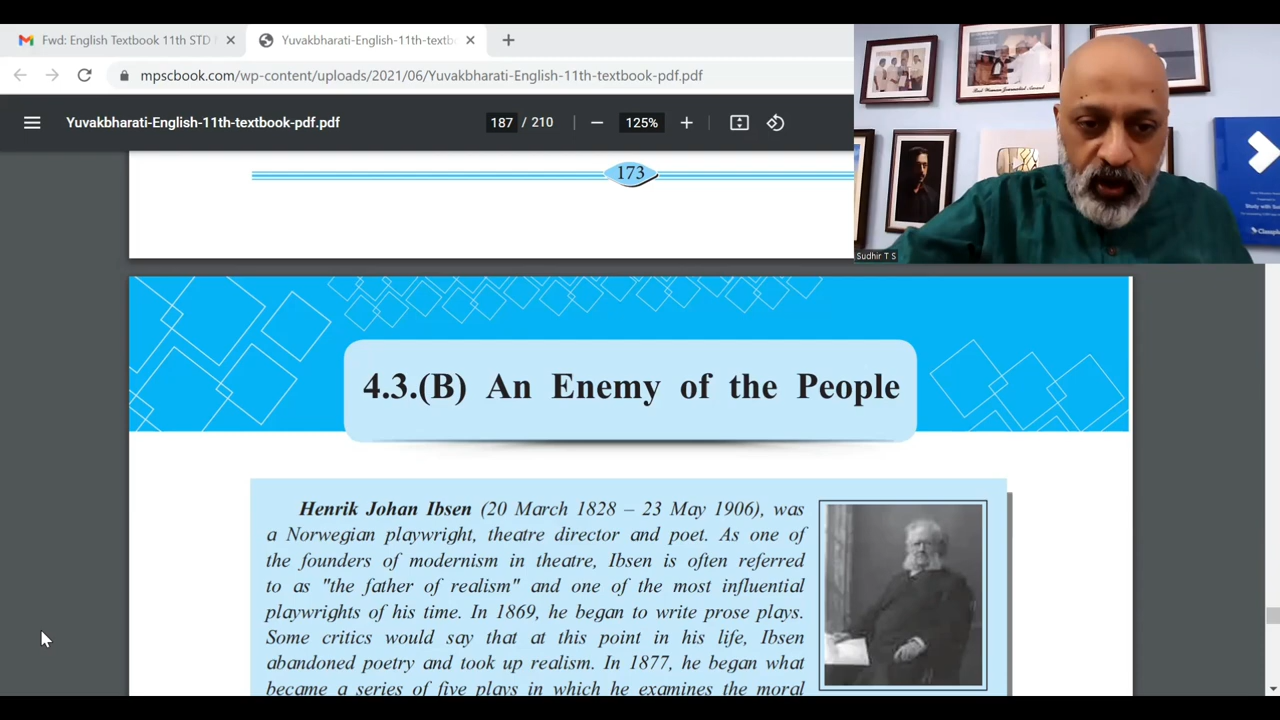 Fwd: English Textbook 11th STD
Yuvakbharati-English-11th-textb
mpscbook.com/wp-content/uploads/2021/06/Yuvakbharati-English-11th-textbook-pdf.pdf
Yuvakbharati-English-11th-textbook-pdf.pdf
187 / 210
125%
173
Sudhir T S
4.3.(B) An Enemy of the People
Henrik Johan Ibsen (20 March 1828 – 23 May 1906), was
a Norwegian playwright, theatre director and poet. As one of
the founders of modernism in theatre, Ibsen is often referred
to as "the father of realism" and one of the most influential
playwrights of his time. In 1869, he began to write prose plays.
Some critics would say that at this point in his life, Ibsen
abandoned poetry and took up realism. In 1877, he began what
became a series of five plays in which he examines the moral